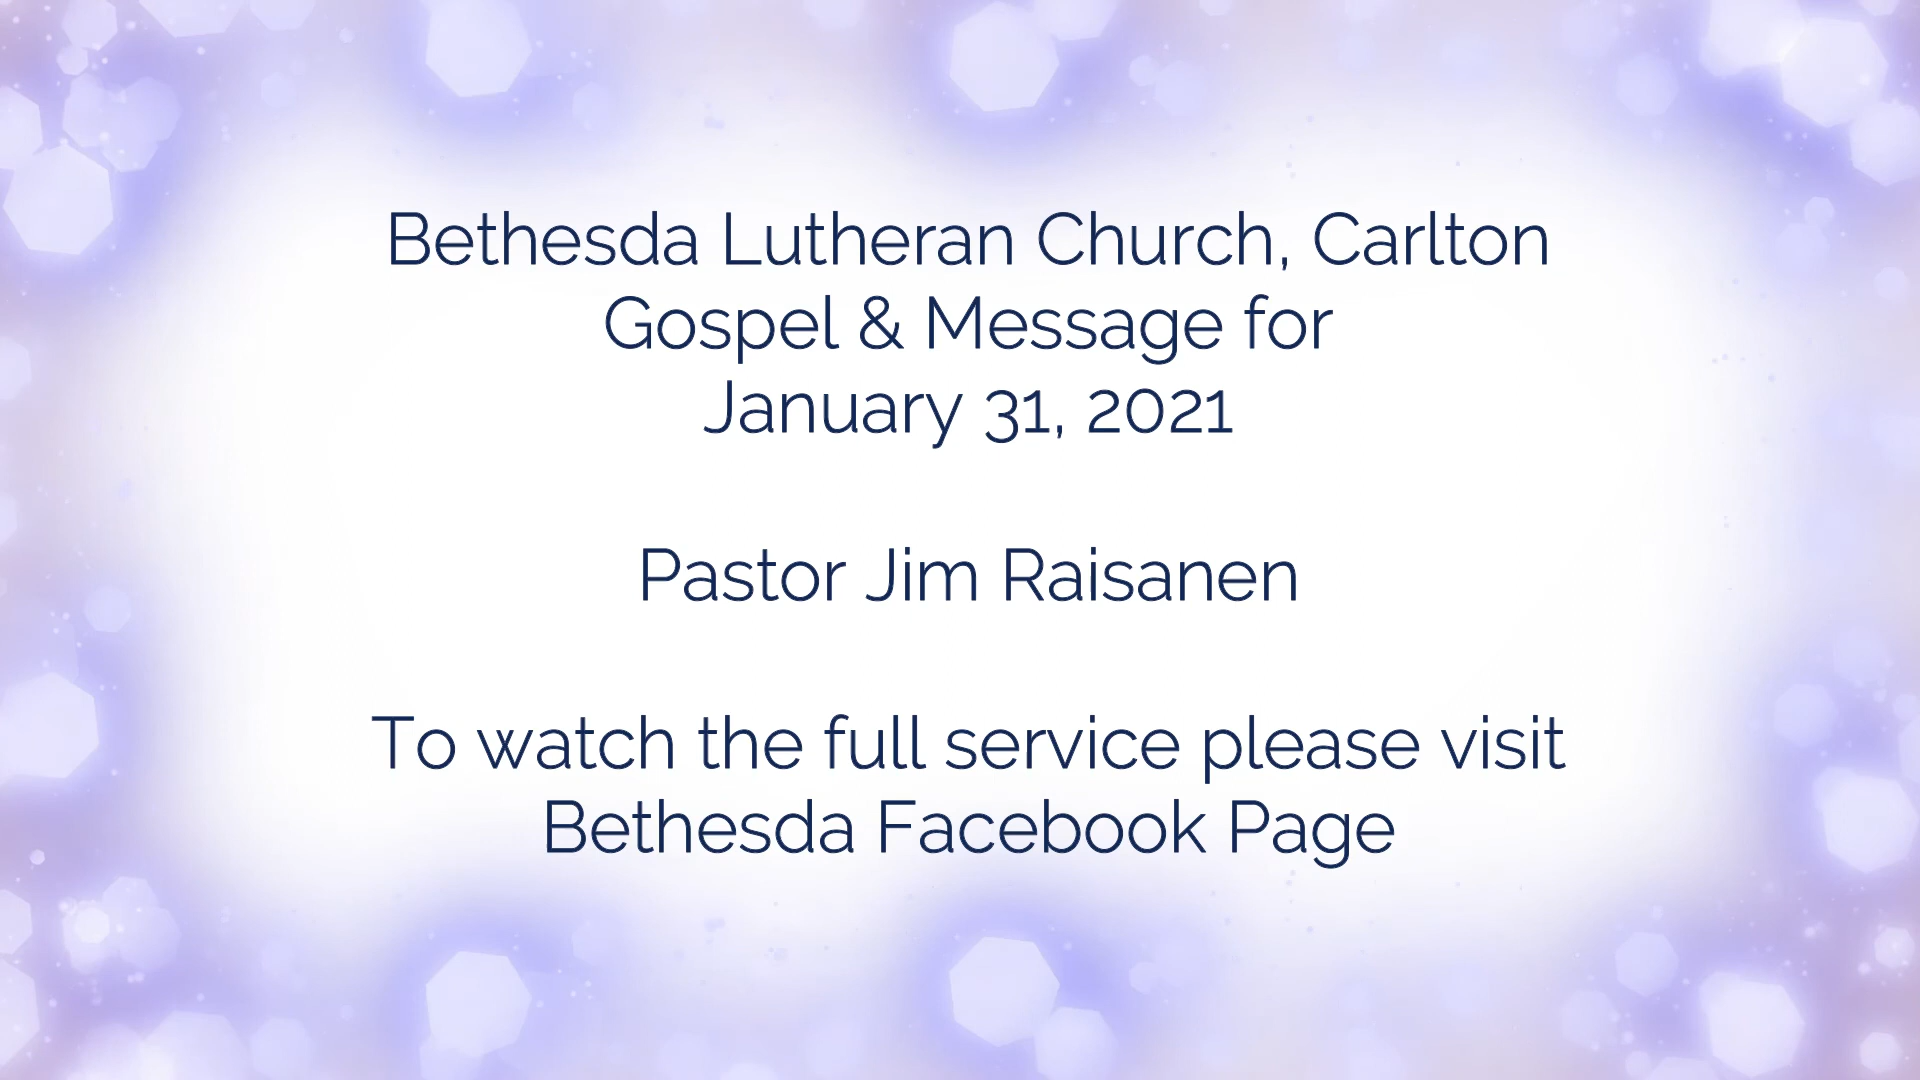 Bethesda Lutheran Church, Carlton
Gospel & Message for
January 31, 2021
Pastor Jim Raisanen
To watch the full service please visit
Bethesda Facebook Page